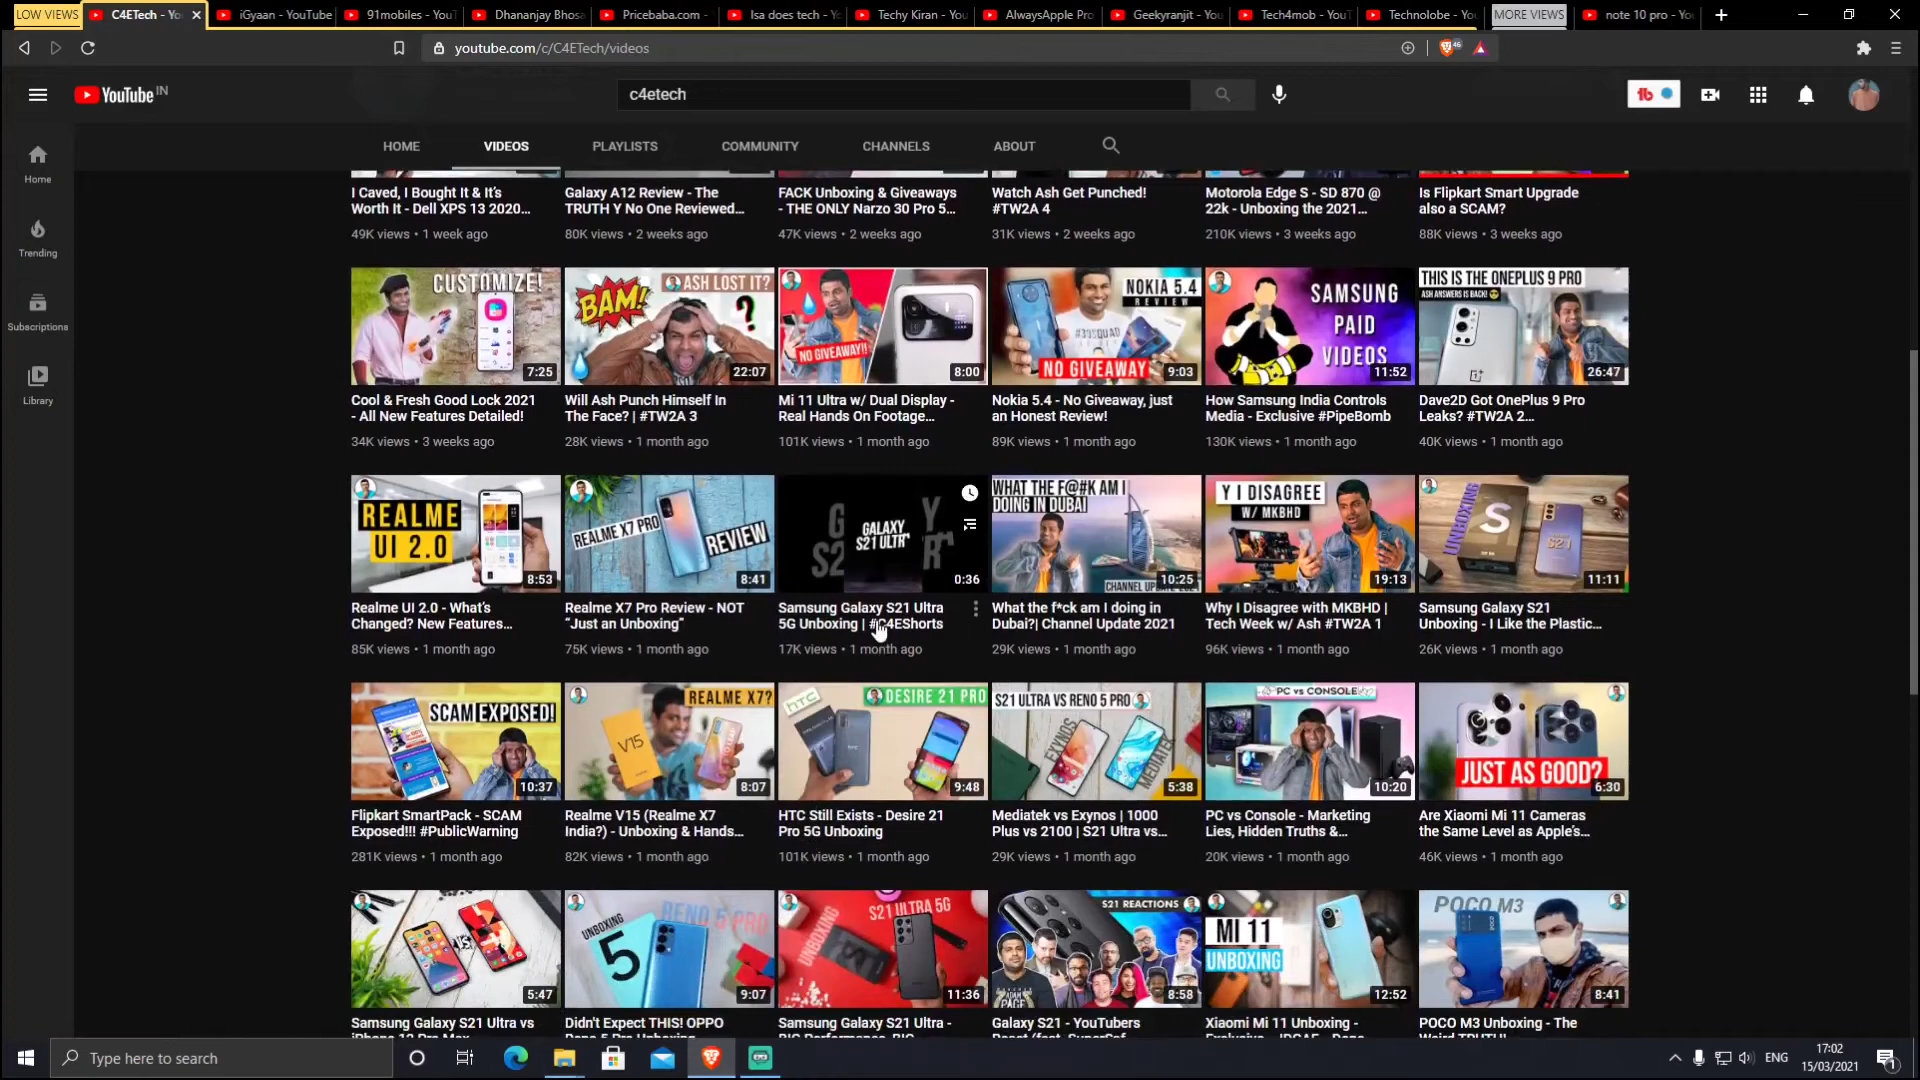 LOW VIEWS
C4ETech - Yo
iGyaan - YouTube
91mobiles - YouT
Dhananjay Bhosa
Pricebaba.com -
Isa does tech - Yo
Techy Kiran - You
AlwaysApple Pro
Geekyranjit - You
Tech4mob - YouT
Technolobe - You
MORE VIEWS
note 10 pro - Yo
youtube.com/c/C4ETech/videos
46
YouTube IN
c4etech
tb
HOME
VIDEOS
PLAYLISTS
COMMUNITY
CHANNELS
ABOUT
Home
Trending
Subscriptions
Library
I Caved, I Bought It & It's
Worth It - Dell XPS 13 2020...
49K views • 1 week ago
Galaxy A12 Review - The
TRUTH Y No One Reviewed...
80K views • 2 weeks ago
FACK Unboxing & Giveaways
- THE ONLY Narzo 30 Pro 5...
47K views • 2 weeks ago
Watch Ash Get Punched!
#TW2A 4
31K views • 2 weeks ago
Motorola Edge S - SD 870 @
22k - Unboxing the 2021...
210K views • 3 weeks ago
Is Flipkart Smart Upgrade
also a SCAM?
88K views • 3 weeks ago
CUSTOMIZE!
7:25
Cool & Fresh Good Lock 2021
- All New Features Detailed!
34K views • 3 weeks ago
BAM!
ASH LOST IT?
?
22:07
Will Ash Punch Himself In
The Face? | #TW2A 3
28K views • 1 month ago
NO GIVEAWAY!!
8:00
Mi 11 Ultra w/ Dual Display -
Real Hands On Footage...
101K views • 1 month ago
NOKIA 5.4
REVIEW
#3DSQUAD
NO GIVEAWAY
9:03
Nokia 5.4 - No Giveaway, just
an Honest Review!
89K views • 1 month ago
SAMSUNG
PAID
VIDEOS
11:52
How Samsung India Controls
Media - Exclusive #PipeBomb
130K views • 1 month ago
THIS IS THE ONEPLUS 9 PRO
ASH ANSWERS IS BACK!
26:47
Dave2D Got OnePlus 9 Pro
Leaks? #TW2A 2...
40K views • 1 month ago
REALME
UI 2.0
8:53
Realme UI 2.0 - What's
Changed? New Features...
85K views • 1 month ago
REALME X7 PRO
REVIEW
8:41
Realme X7 Pro Review - NOT
"Just an Unboxing"
75K views • 1 month ago
GALAXY
S21 ULTR
0:36
Samsung Galaxy S21 Ultra
5G Unboxing | #C4EShorts
17K views • 1 month ago
WHAT THE F@#K AM I
DOING IN DUBAI?
CHANNEL UPDATE 2021
10:25
What the f*ck am I doing in
Dubai?| Channel Update 2021
29K views • 1 month ago
Y I DISAGREE
W/ MKBHD
19:13
Why I Disagree with MKBHD |
Tech Week w/ Ash #TW2A 1
96K views • 1 month ago
UNBOXING
S
S21
11:11
Samsung Galaxy S21
Unboxing - I Like the Plastic...
26K views • 1 month ago
SCAM EXPOSED!
10:37
Flipkart SmartPack - SCAM
Exposed!!! #PublicWarning
281K views • 1 month ago
REALME X7?
V15
8:07
Realme V15 (Realme X7
India?) - Unboxing & Hands...
82K views • 1 month ago
htc
DESIRE 21 PRO
9:48
HTC Still Exists - Desire 21
Pro 5G Unboxing
101K views • 1 month ago
S21 ULTRA VS RENO 5 PRO
EXYNOS
MEDIATEK
5:38
Mediatek vs Exynos | 1000
Plus vs 2100 | S21 Ultra vs...
29K views • 1 month ago
PC vs CONSOLE
10:20
PC vs Console - Marketing
Lies, Hidden Truths &...
20K views • 1 month ago
JUST AS GOOD?
6:30
Are Xiaomi Mi 11 Cameras
the Same Level as Apple's...
46K views • 1 month ago
VS
5:47
Samsung Galaxy S21 Ultra vs
UNBOXING
RENO 5 PRO
5
9:07
Didn't Expect THIS! OPPO
UNBOXING
S21 ULTRA 5G
11:36
Samsung Galaxy S21 Ultra -
S21 REACTIONS
8:58
Galaxy S21 - YouTubers
MI 11
UNBOXING
12:52
Xiaomi Mi 11 Unboxing -
POCO M3
8:41
POCO M3 Unboxing - The
Type here to search
ENG
17:02
15/03/2021
1